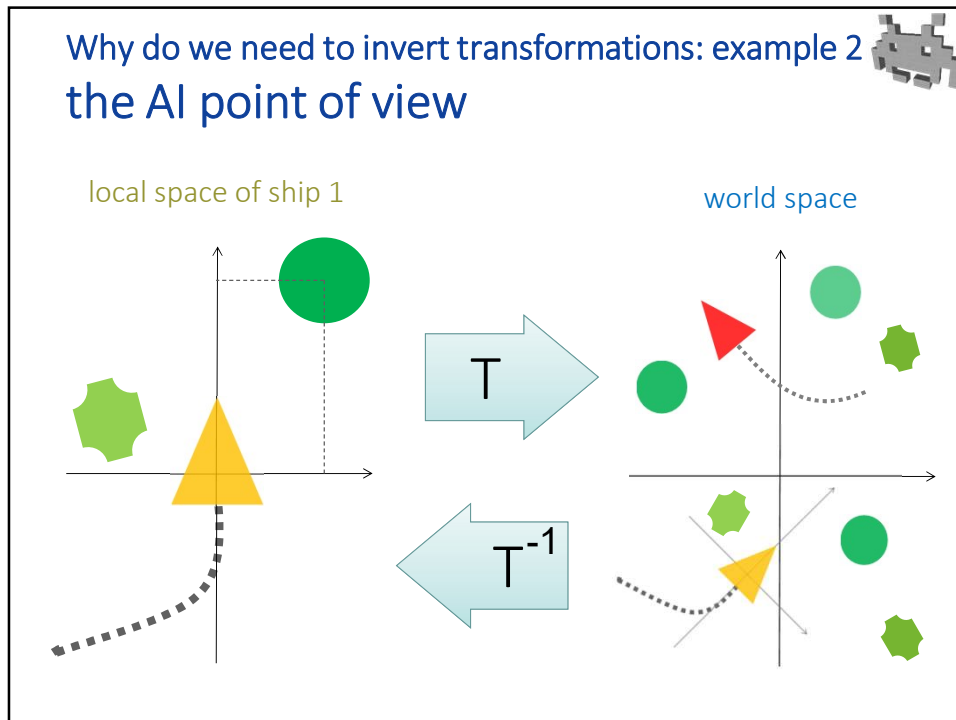 Why do we need to invert transformations: example 2
the AI point of view
local space of ship 1
world space
T
T⁻¹